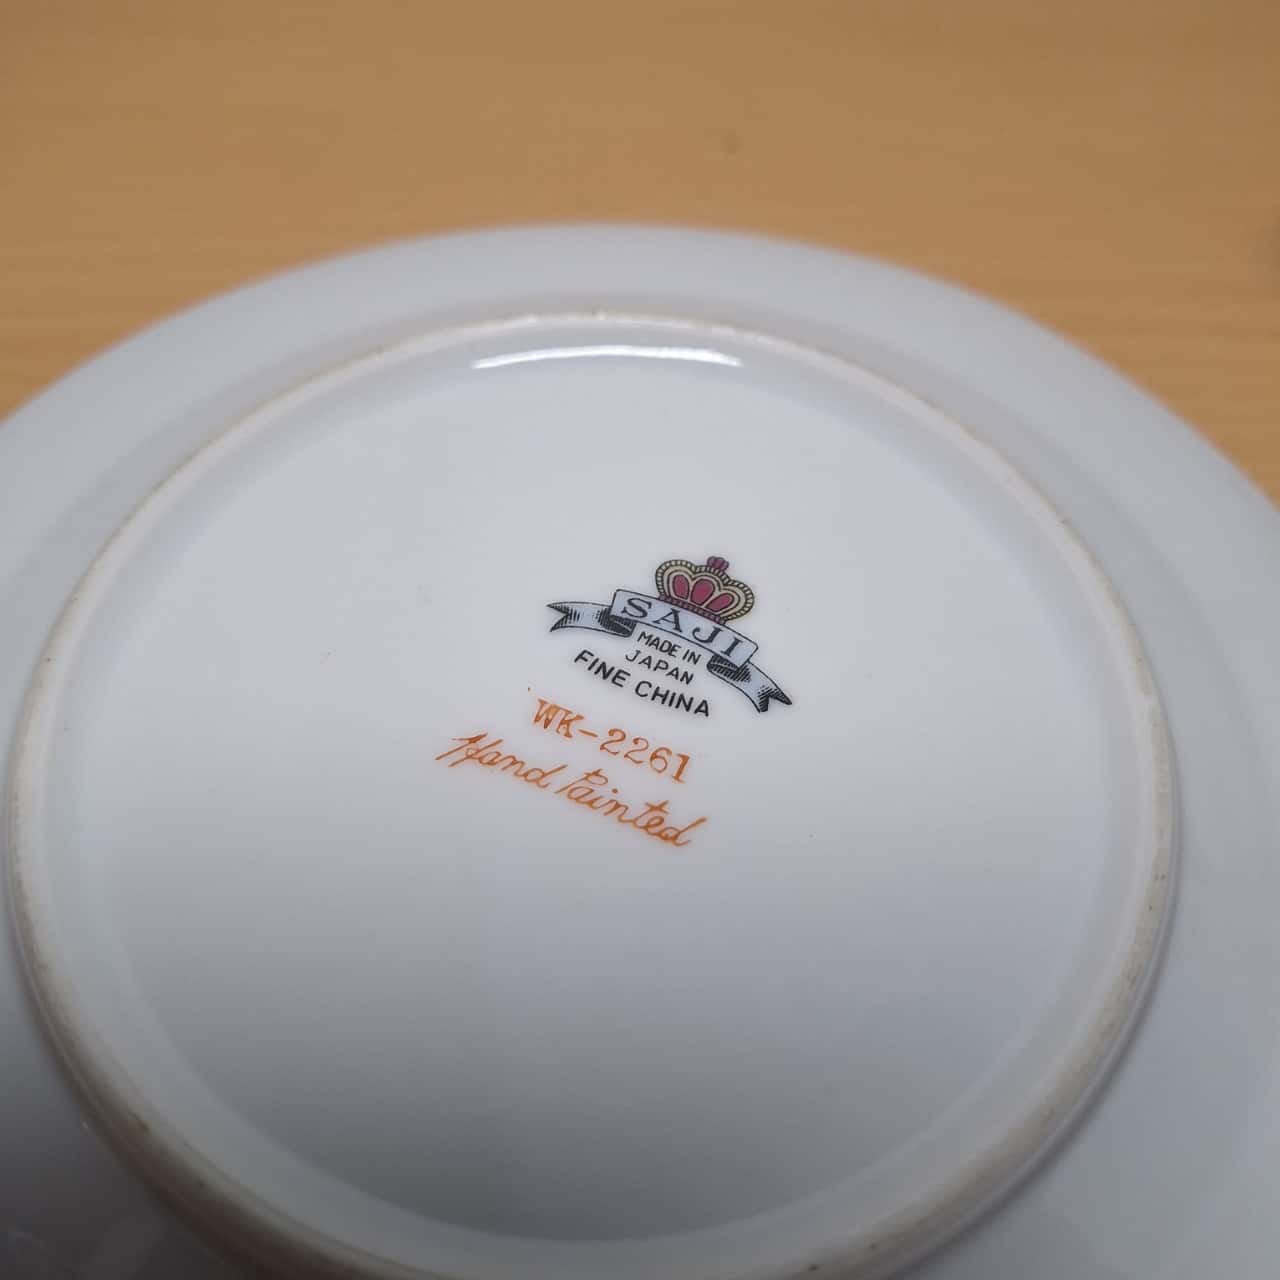 SAJI
MADE IN
JAPAN
FINE CHINA
WK-2261
Hand Painted